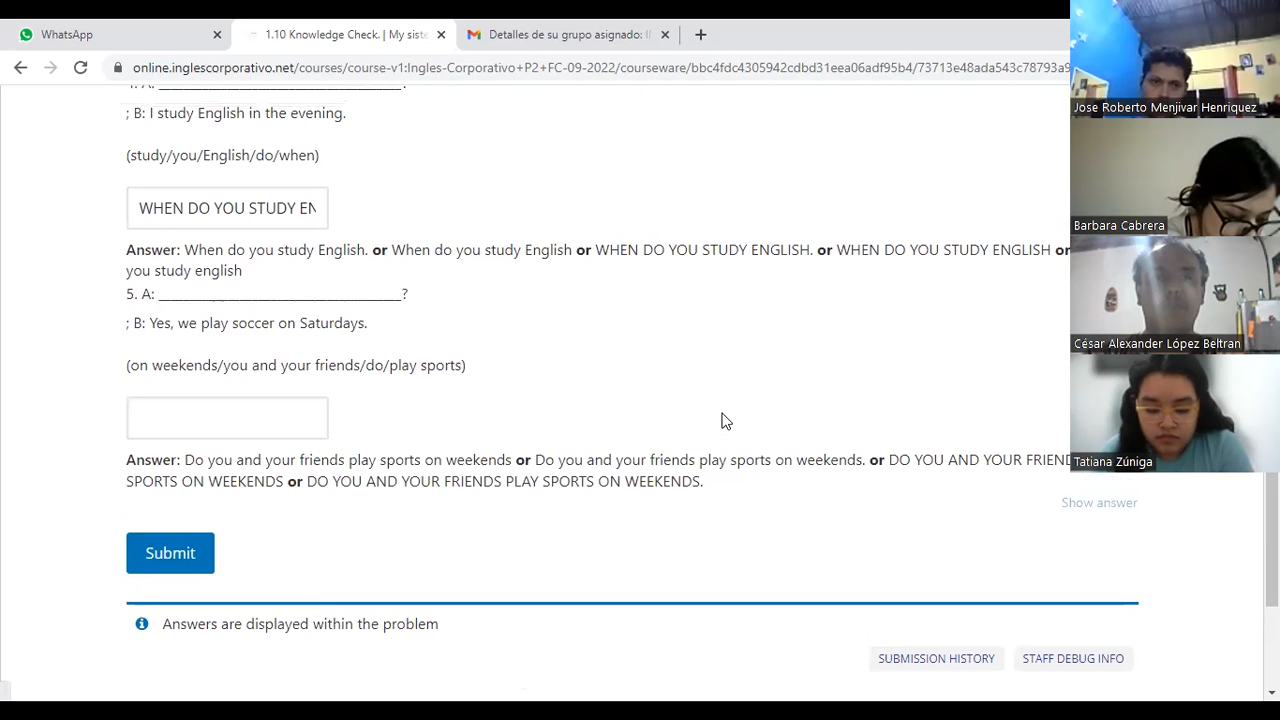 WhatsApp
1.10 Knowledge Check. | My siste
Detalles de su grupo asignado: II
online.inglescorporativo.net/courses/course-v1:Ingles-Corporativo+P2+FC-09-2022/courseware/bbc4fdc4305942cdbd31eea06adf95b4/73713e48ada543c78793a9
4. A: ______________________________?
; B: I study English in the evening.
(study/you/English/do/when)
WHEN DO YOU STUDY EN
Answer: When do you study English. or When do you study English or WHEN DO YOU STUDY ENGLISH. or WHEN DO YOU STUDY ENGLISH or
you study english
5. A: ______________________________?
; B: Yes, we play soccer on Saturdays.
(on weekends/you and your friends/do/play sports)
Answer: Do you and your friends play sports on weekends or Do you and your friends play sports on weekends. or DO YOU AND YOUR FRIEND
SPORTS ON WEEKENDS or DO YOU AND YOUR FRIENDS PLAY SPORTS ON WEEKENDS.
Show answer
Submit
Answers are displayed within the problem
SUBMISSION HISTORY
STAFF DEBUG INFO
Jose Roberto Menjivar Henriquez
Barbara Cabrera
César Alexander López Beltran
Tatiana Zúniga